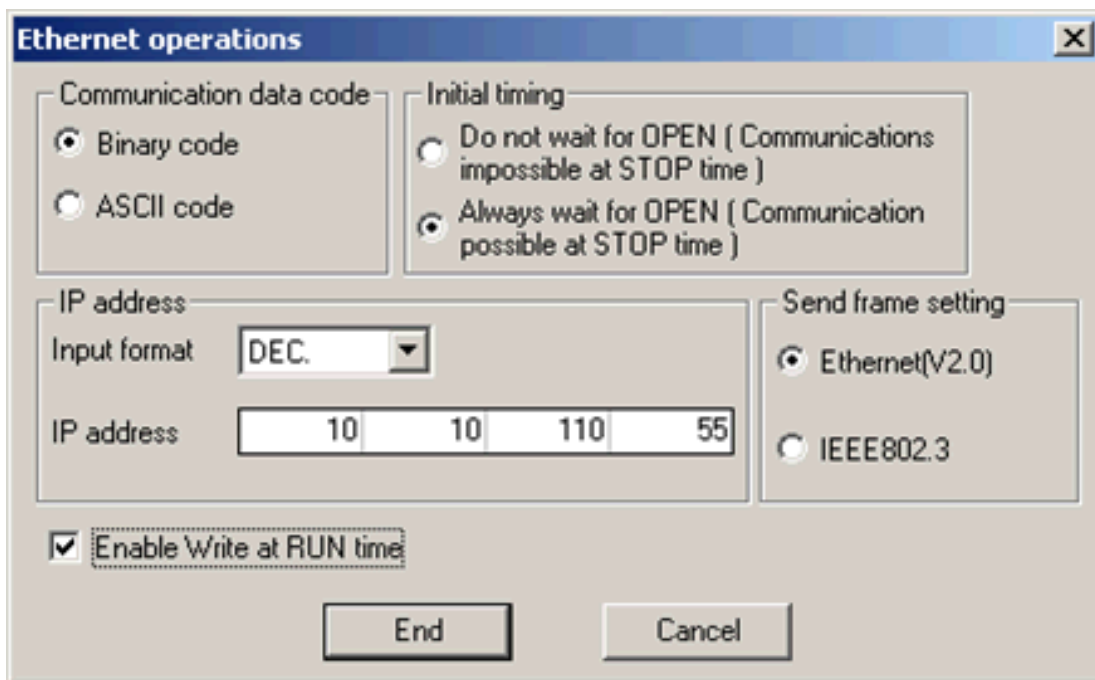 Ethernet operations
Communication data code
Binary code
ASCII code
Initial timing
Do not wait for OPEN ( Communications
impossible at STOP time )
Always wait for OPEN ( Communication
possible at STOP time )
IP address
Input format DEC.
IP address 10 10 110 55
Send frame setting
Ethernet(V2.0)
IEEE802.3
Enable Write at RUN time
End Cancel